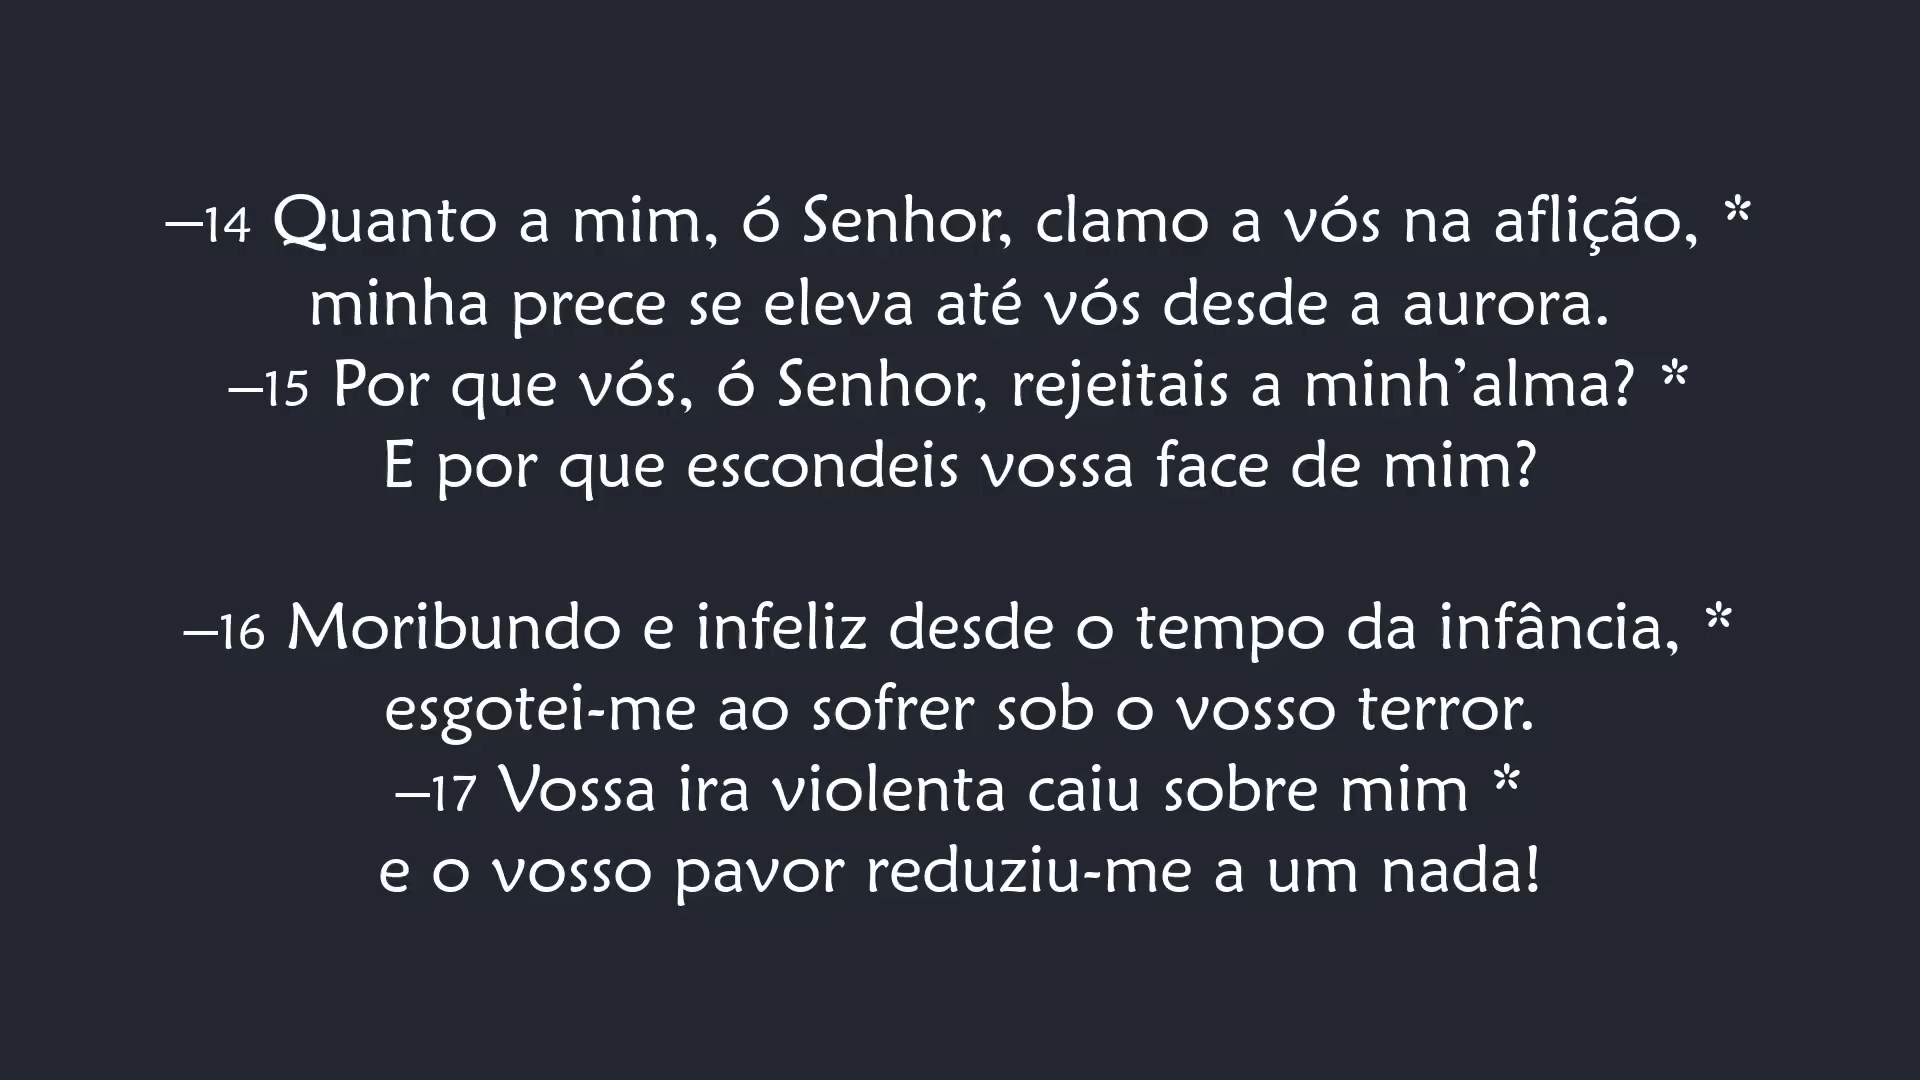 –14 Quanto a mim, ó Senhor, clamo a vós na aflição, *
minha prece se eleva até vós desde a aurora.
–15 Por que vós, ó Senhor, rejeitais a minh’alma? *
E por que escondeis vossa face de mim?
–16 Moribundo e infeliz desde o tempo da infância, *
esgotei-me ao sofrer sob o vosso terror.
–17 Vossa ira violenta caiu sobre mim *
e o vosso pavor reduziu-me a um nada!